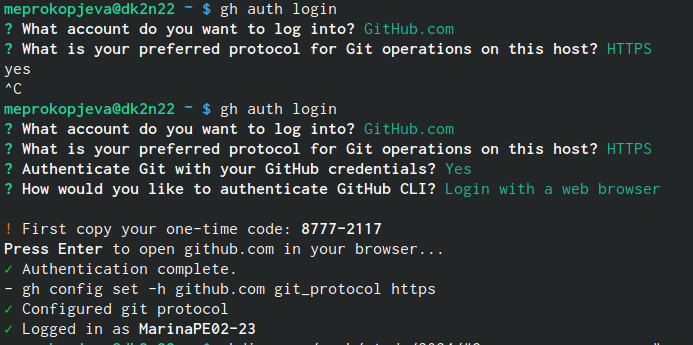 meprokopjeva@dk2n22 ~ $ gh auth login
? What account do you want to log into? GitHub.com
? What is your preferred protocol for Git operations on this host? HTTPS
yes
^C
meprokopjeva@dk2n22 ~ $ gh auth login
? What account do you want to log into? GitHub.com
? What is your preferred protocol for Git operations on this host? HTTPS
? Authenticate Git with your GitHub credentials? Yes
? How would you like to authenticate GitHub CLI? Login with a web browser
! First copy your one-time code: 8777-2117
Press Enter to open github.com in your browser...
✓ Authentication complete.
- gh config set -h github.com git_protocol https
✓ Configured git protocol
✓ Logged in as MarinaPE02-23